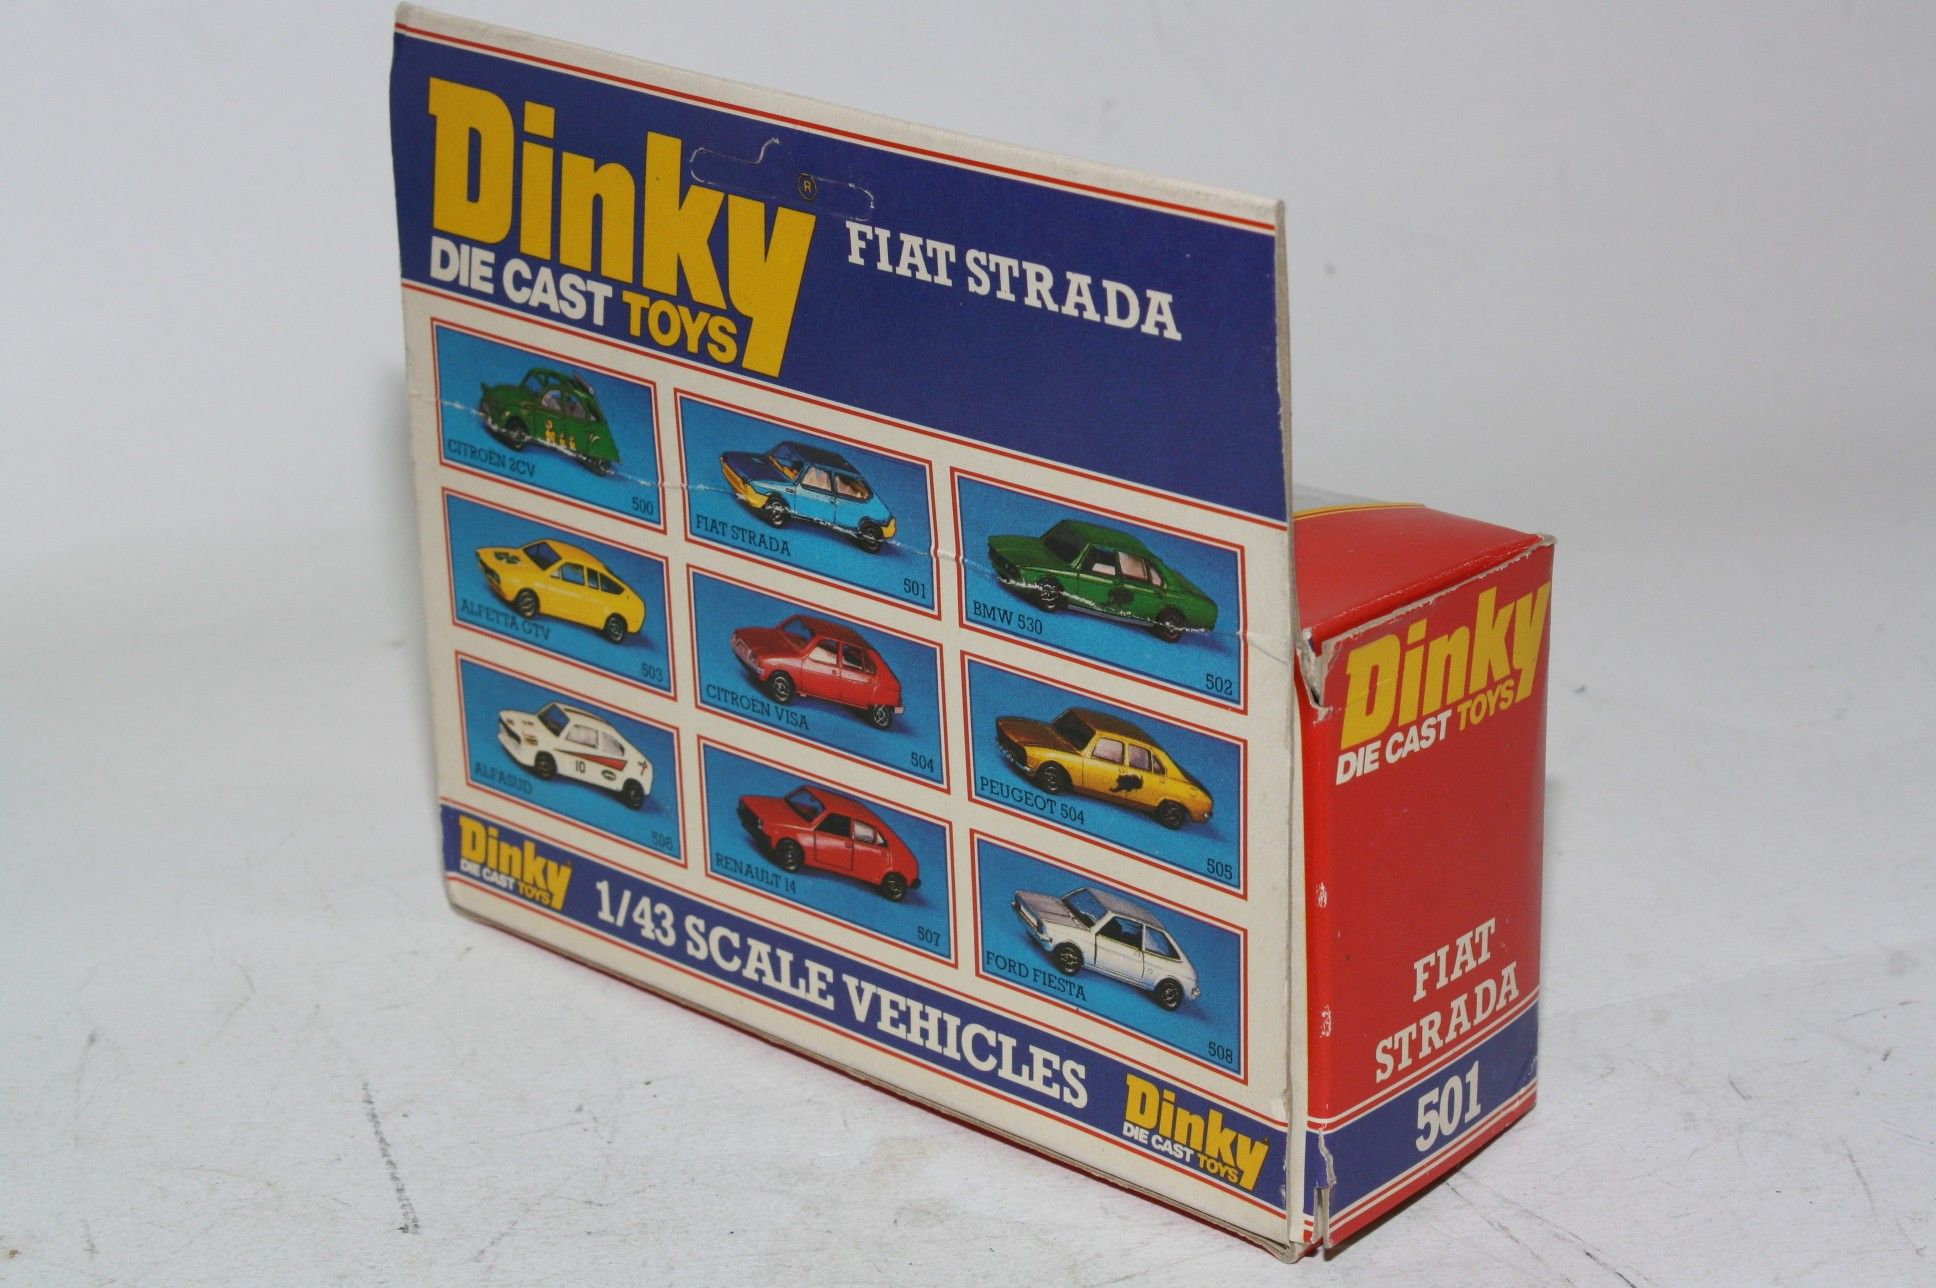 Dinky
®
DIE CAST TOYS
FIAT STRADA
CITROËN 2CV
500
FIAT STRADA
501
BMW 530
502
ALFETTA GTV
503
CITROËN VISA
504
PEUGEOT 504
505
ALFASUD
10
506
RENAULT 14
507
FORD FIESTA
508
Dinky
DIE CAST TOYS
1/43 SCALE VEHICLES
Dinky
DIE CAST TOYS
Dinky
DIE CAST TOYS
FIAT
STRADA
501